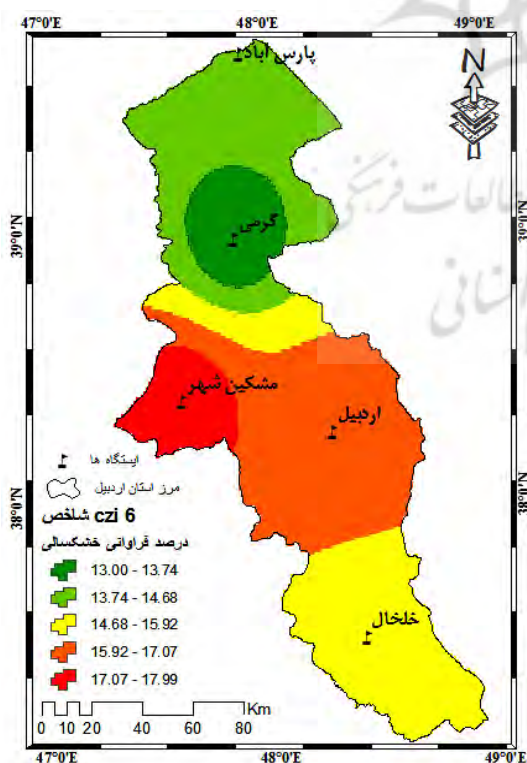 47°0'E 48°0'E 49°0'E
N
پارس آباد
گرمی
39°0'N 39°0'N
مشکین شهر
اردبیل
38°0'N 38°0'N
خلخال
ایستگاه ها
مرز استان اردبیل
شاخص czi 6
درصد فراوانی خشکسالی
13.00 - 13.74
13.74 - 14.68
14.68 - 15.92
15.92 - 17.07
17.07 - 17.99
Km
0 10 20 40 60 80
47°0'E 48°0'E 49°0'E